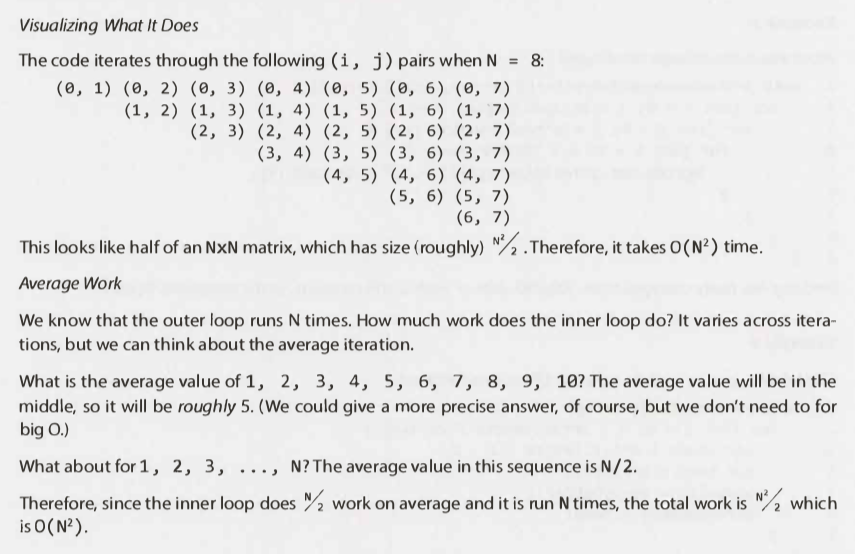 Visualizing What It Does
The code iterates through the following (i, j) pairs when N = 8:
(0, 1) (0, 2) (0, 3) (0, 4) (0, 5) (0, 6) (0, 7)
(1, 2) (1, 3) (1, 4) (1, 5) (1, 6) (1, 7)
(2, 3) (2, 4) (2, 5) (2, 6) (2, 7)
(3, 4) (3, 5) (3, 6) (3, 7)
(4, 5) (4, 6) (4, 7)
(5, 6) (5, 7)
(6, 7)
This looks like half of an NxN matrix, which has size (roughly) N²/2 . Therefore, it takes O(N²) time.
Average Work
We know that the outer loop runs N times. How much work does the inner loop do? It varies across itera-
tions, but we can think about the average iteration.
What is the average value of 1, 2, 3, 4, 5, 6, 7, 8, 9, 10? The average value will be in the
middle, so it will be roughly 5. (We could give a more precise answer, of course, but we don't need to for
big O.)
What about for 1, 2, 3, ..., N? The average value in this sequence is N/2.
Therefore, since the inner loop does N/2 work on average and it is run N times, the total work is N²/2 which
is O(N²).